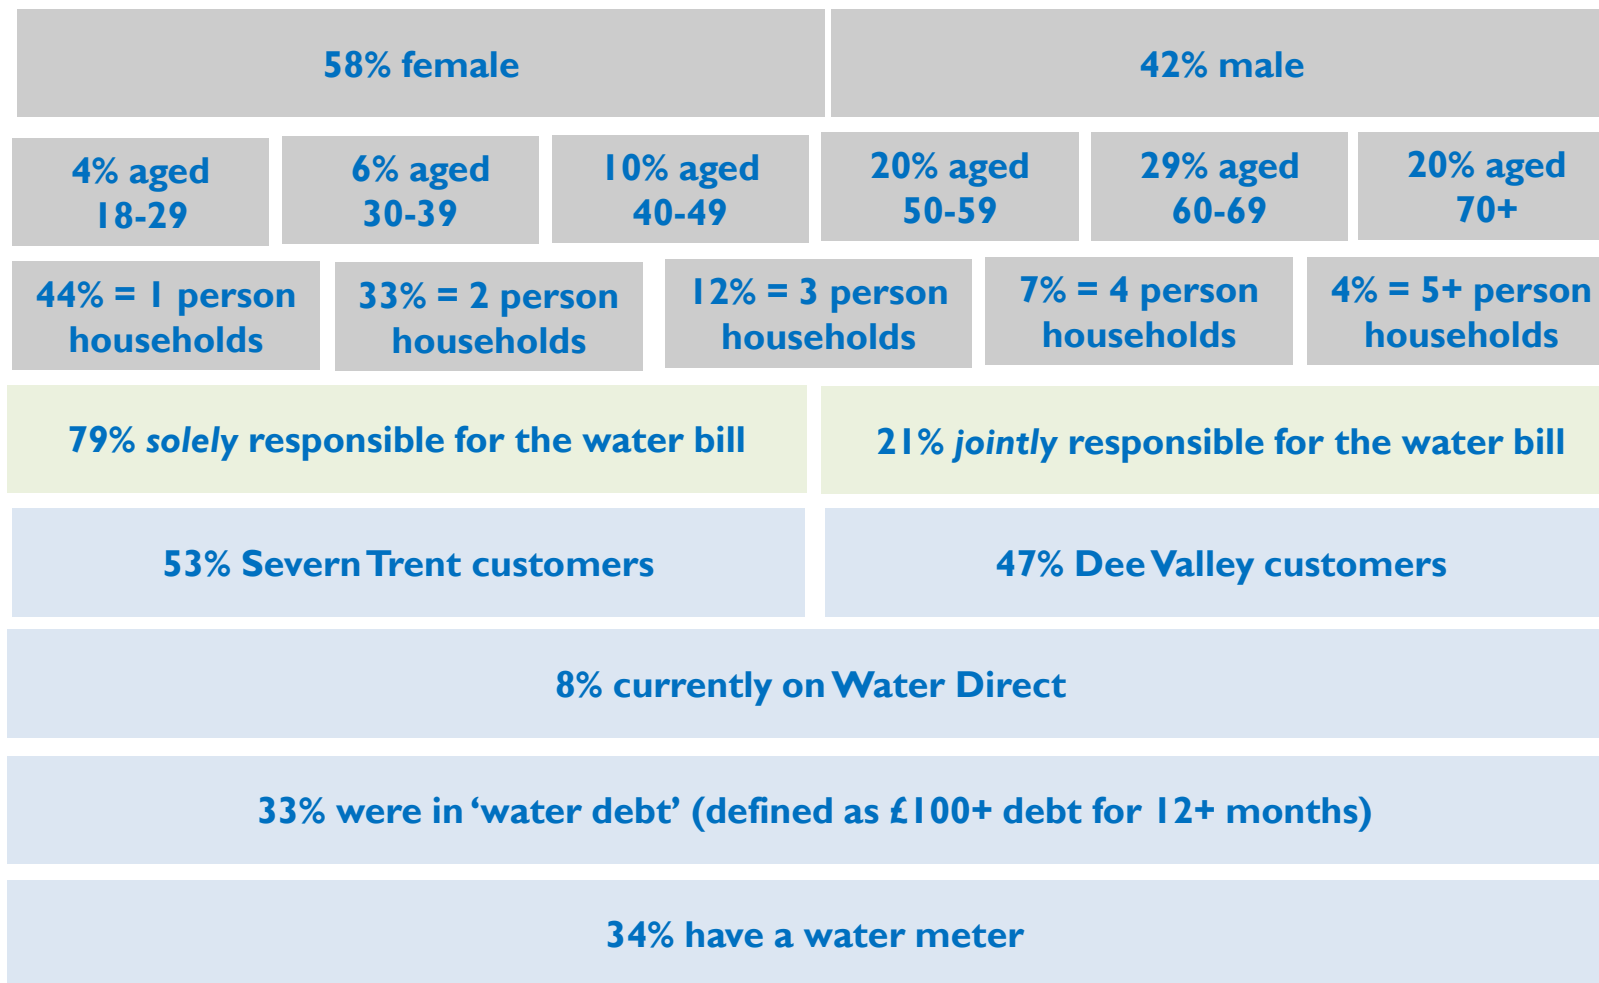 58% female
42% male
4% aged
18-29
6% aged
30-39
10% aged
40-49
20% aged
50-59
29% aged
60-69
20% aged
70+
44% = 1 person
households
33% = 2 person
households
12% = 3 person
households
7% = 4 person
households
4% = 5+ person
households
79% solely responsible for the water bill
21% jointly responsible for the water bill
53% Severn Trent customers
47% Dee Valley customers
8% currently on Water Direct
33% were in ‘water debt’ (defined as £100+ debt for 12+ months)
34% have a water meter